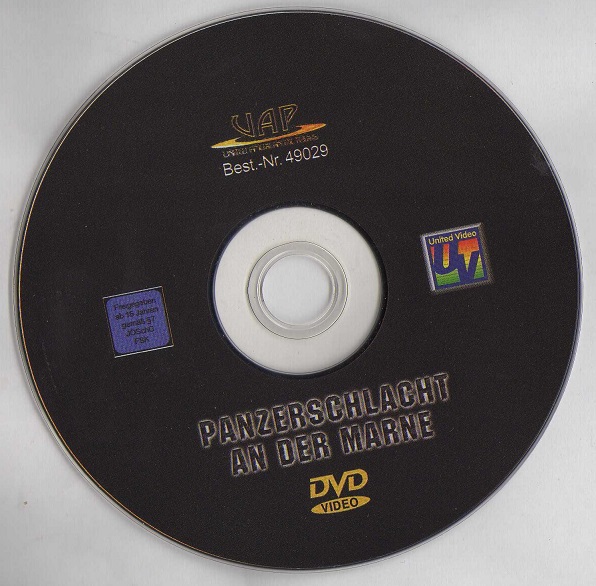 VAP
Best.-Nr. 49029
United Video
UTV
Freigegeben
ab 16 Jahren
gemäß §7
JÖSchG
FSK
PANZERSCHLACHT
AN DER MARNE
DVD
VIDEO